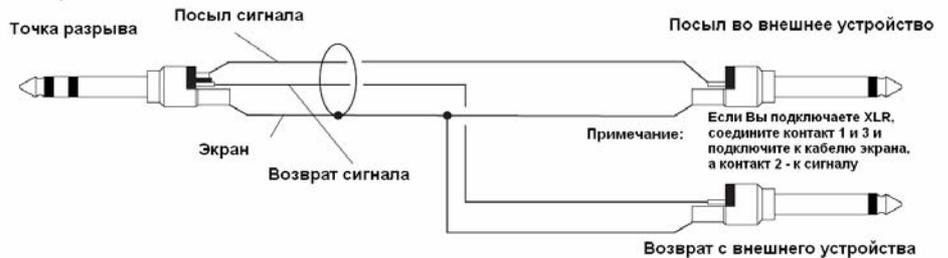 Посыл сигнала
Посыл во внешнее устройство
Точка разрыва
Примечание:
Если Вы подключаете XLR,
соедините контакт 1 и 3 и
подключите к кабелю экрана,
а контакт 2 - к сигналу
Экран
Возврат сигнала
Возврат с внешнего устройства